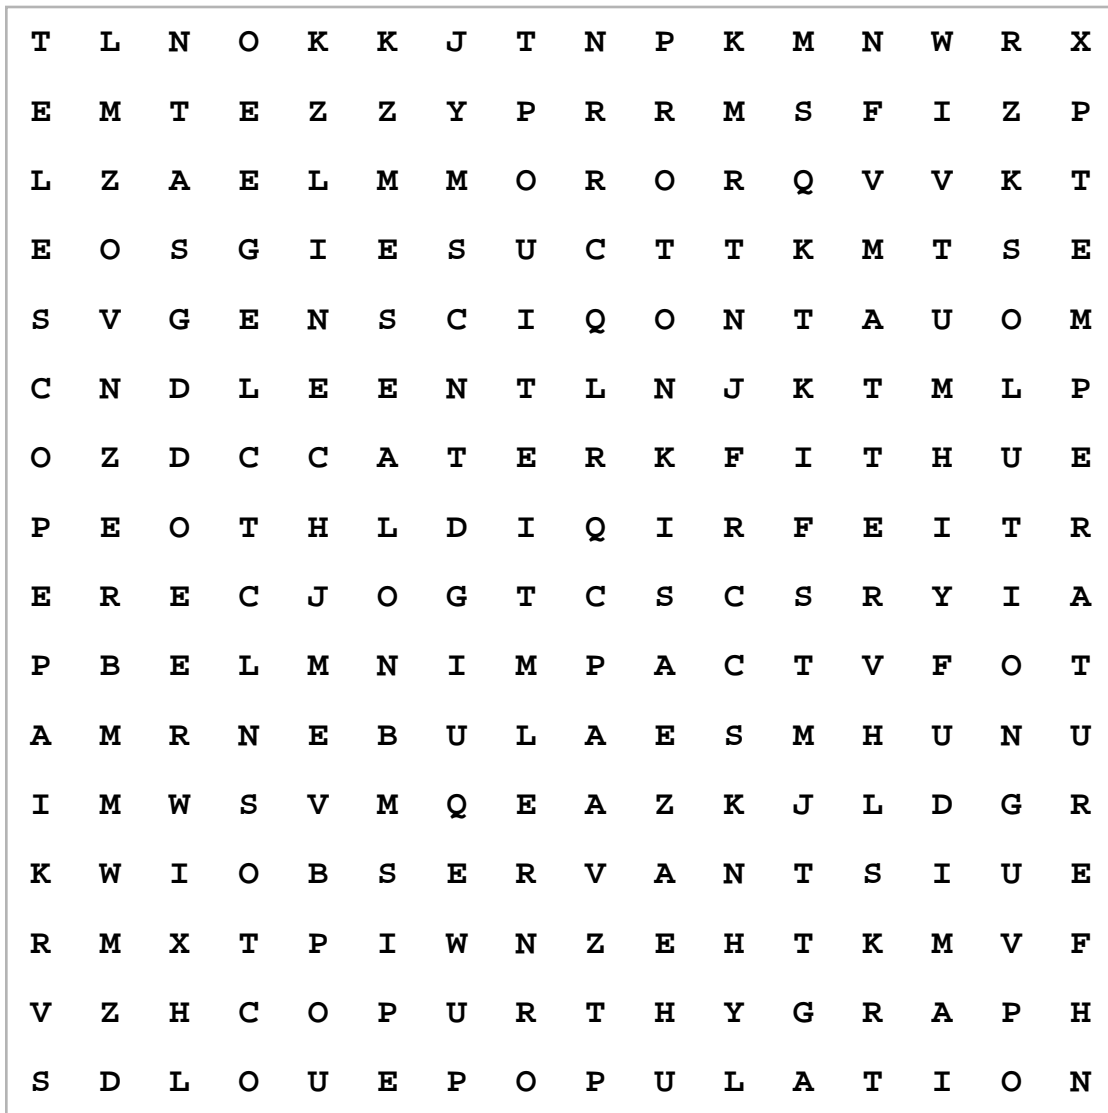 T L N O K K J T N P K M N W R X
E M T E Z Z Y P R R M S F I Z P
L Z A E L M M O R O R Q V V K T
E O S G I E S U C T T K M T S E
S V G E N S C I Q O N T A U O M
C N D L E E N T L N J K T M L P
O Z D C C A T E R K F I T H U E
P E O T H L D I Q I R F E I T R
E R E C J O G T C S C S R Y I A
P B E L M N I M P A C T V F O T
A M R N E B U L A E S M H U N U
I M W S V M Q E A Z K J L D G R
K W I O B S E R V A N T S I U E
R M X T P I W N Z E H T K M V F
V Z H C O P U R T H Y G R A P H
S D L O U E P O P U L A T I O N